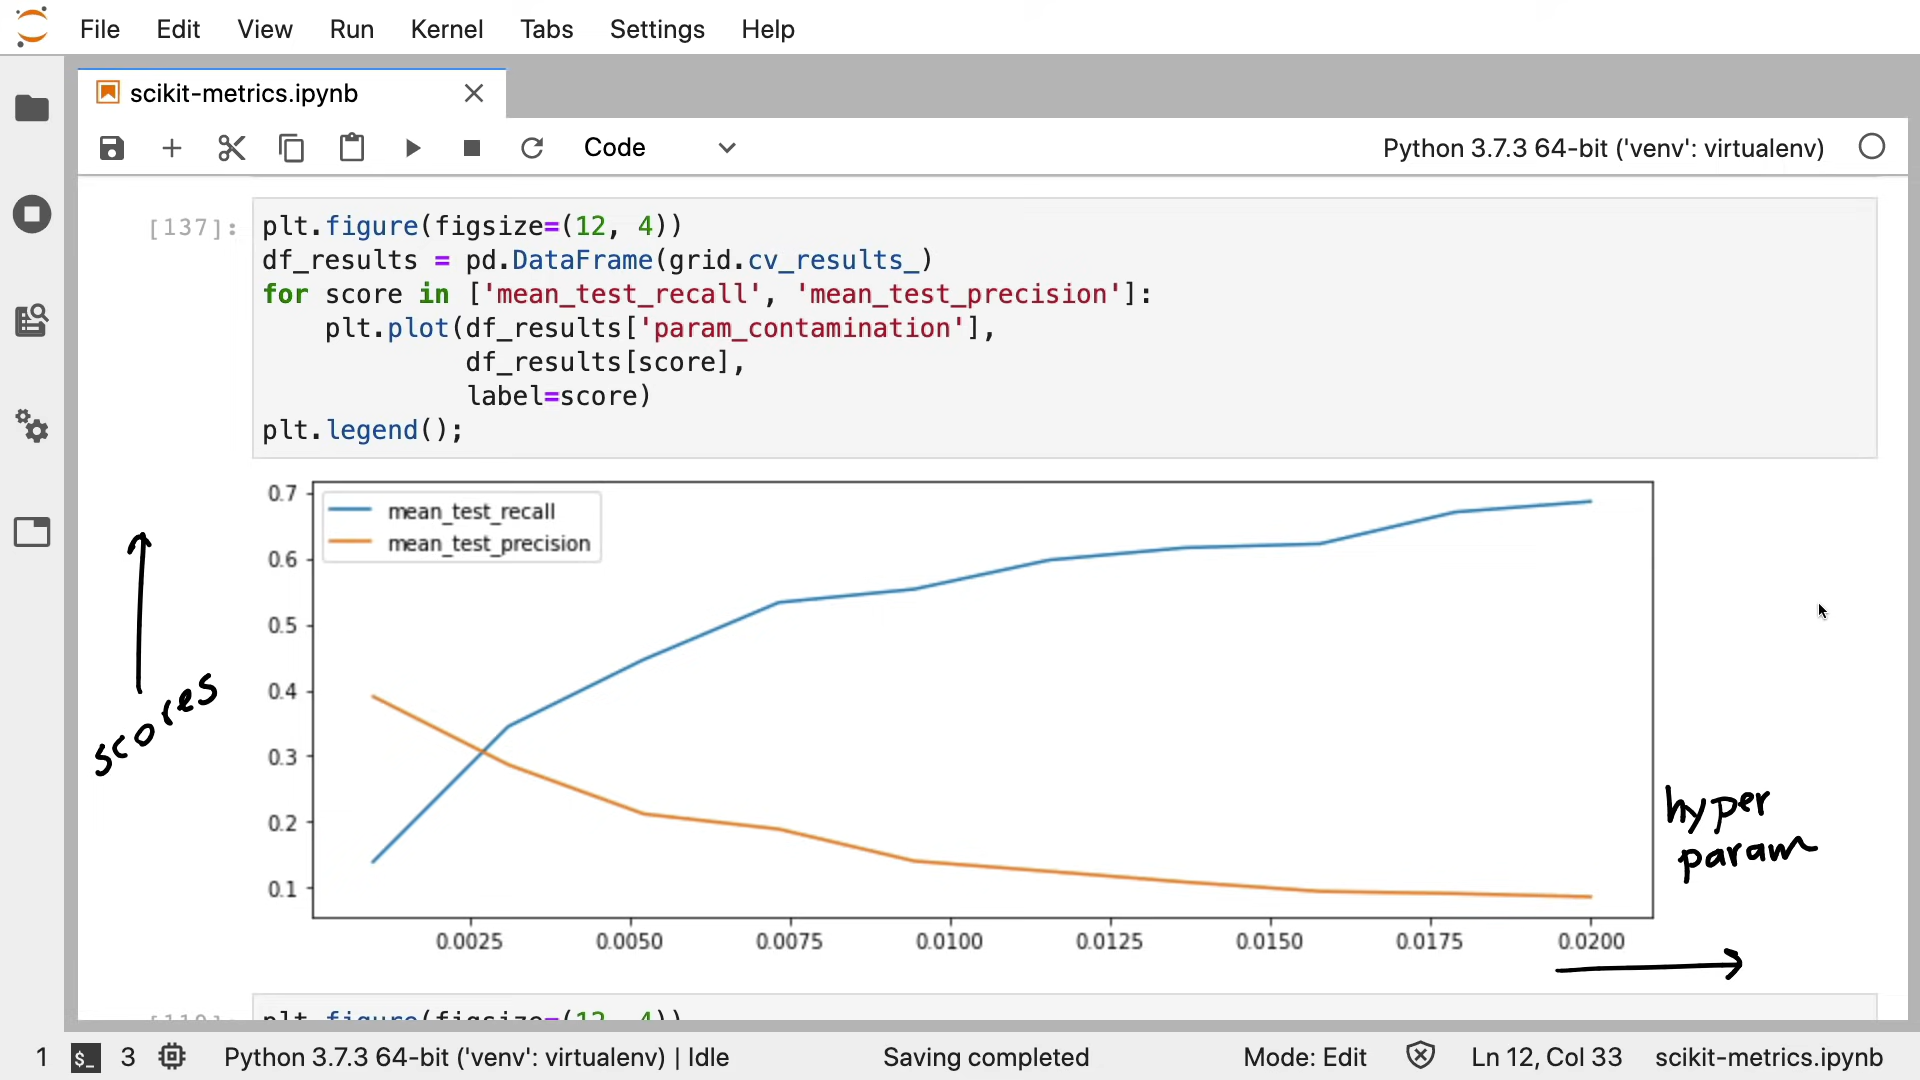 File Edit View Run Kernel Tabs Settings Help
scikit-metrics.ipynb
Code
Python 3.7.3 64-bit ('venv': virtualenv)
[137]:
plt.figure(figsize=(12, 4))
df_results = pd.DataFrame(grid.cv_results_)
for score in ['mean_test_recall', 'mean_test_precision']:
    plt.plot(df_results['param_contamination'],
             df_results[score],
             label=score)
plt.legend();
0.7
0.6
0.5
0.4
0.3
0.2
0.1
mean_test_recall
mean_test_precision
scores
hyper
param
0.0025 0.0050 0.0075 0.0100 0.0125 0.0150 0.0175 0.0200
plt.figure(figsize=(12, 4))
1 $_ 3 Python 3.7.3 64-bit ('venv': virtualenv) | Idle Saving completed Mode: Edit Ln 12, Col 33 scikit-metrics.ipynb